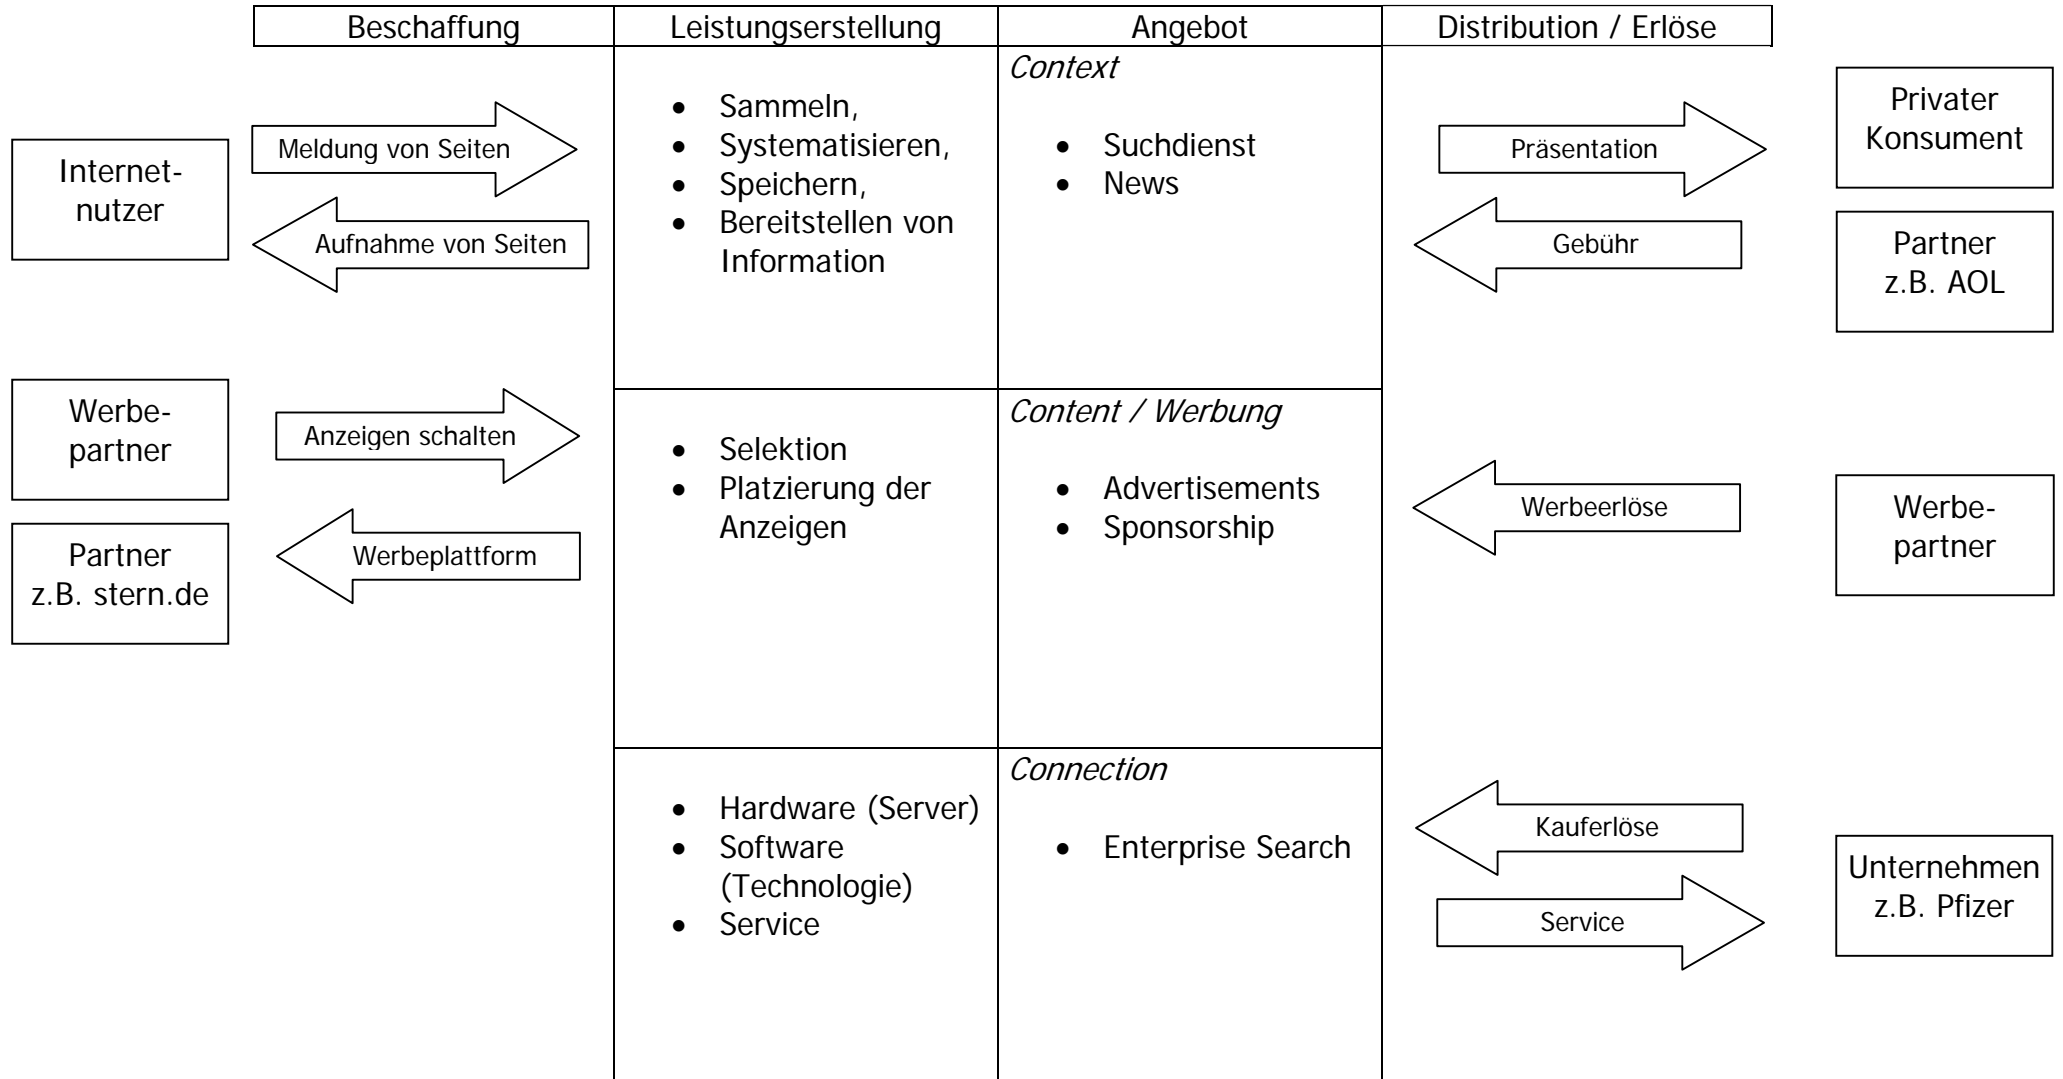 Beschaffung
Leistungserstellung
Angebot
Distribution / Erlöse
Internet-
nutzer
Meldung von Seiten
Aufnahme von Seiten
• Sammeln,
• Systematisieren,
• Speichern,
• Bereitstellen von
Information
Context
• Suchdienst
• News
Präsentation
Gebühr
Privater
Konsument
Partner
z.B. AOL
Werbe-
partner
Partner
z.B. stern.de
Anzeigen schalten
Werbeplattform
• Selektion
• Platzierung der
Anzeigen
Content / Werbung
• Advertisements
• Sponsorship
Werbeerlöse
Werbe-
partner
• Hardware (Server)
• Software
(Technologie)
• Service
Connection
• Enterprise Search
Kauferlöse
Service
Unternehmen
z.B. Pfizer